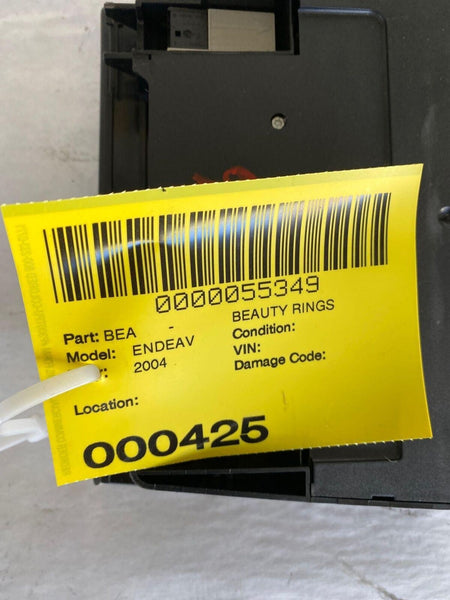 0000055349
Part: BEA - BEAUTY RINGS
Model: ENDEAV Condition:
2004 VIN:
Damage Code:
Location:
000425